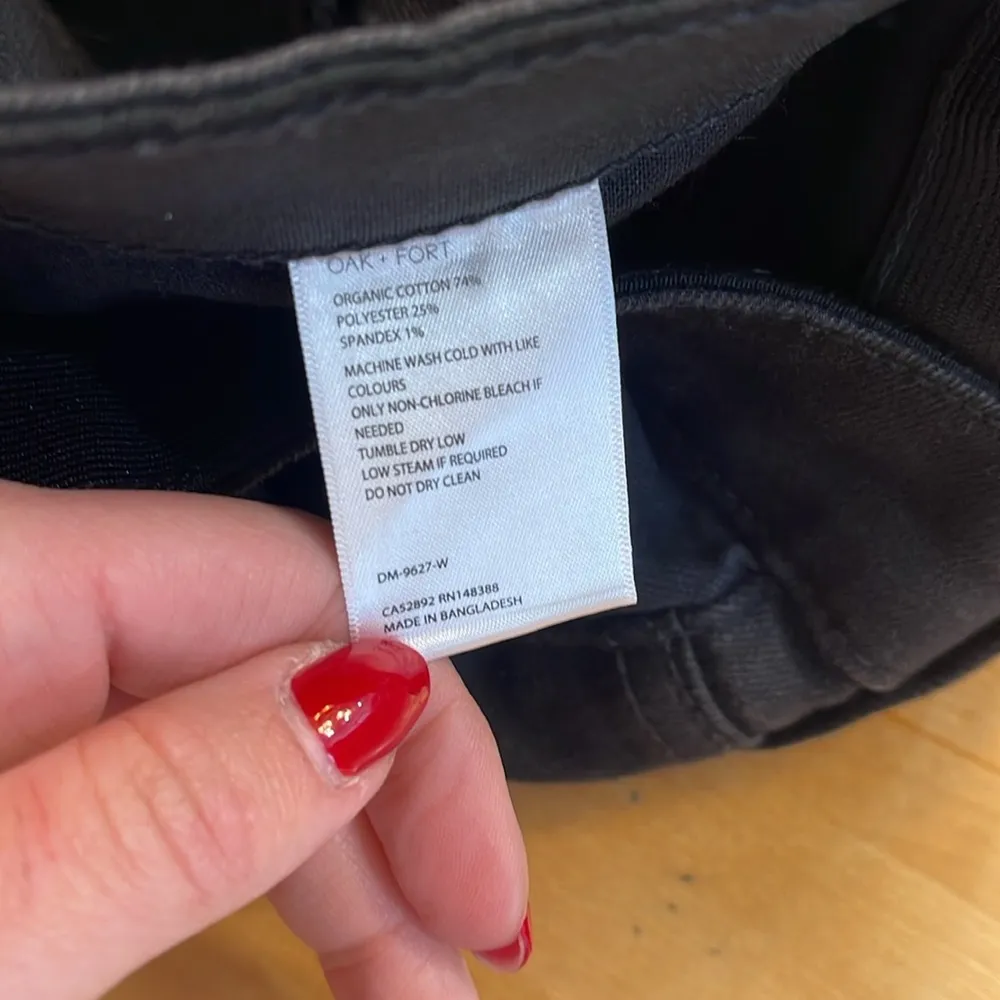 OAK + FORT
ORGANIC COTTON 74%
POLYESTER 25%
SPANDEX 1%
MACHINE WASH COLD WITH LIKE
COLOURS
ONLY NON-CHLORINE BLEACH IF
NEEDED
TUMBLE DRY LOW
LOW STEAM IF REQUIRED
DO NOT DRY CLEAN
DM-9627-W
CA52892 RN148388
MADE IN BANGLADESH